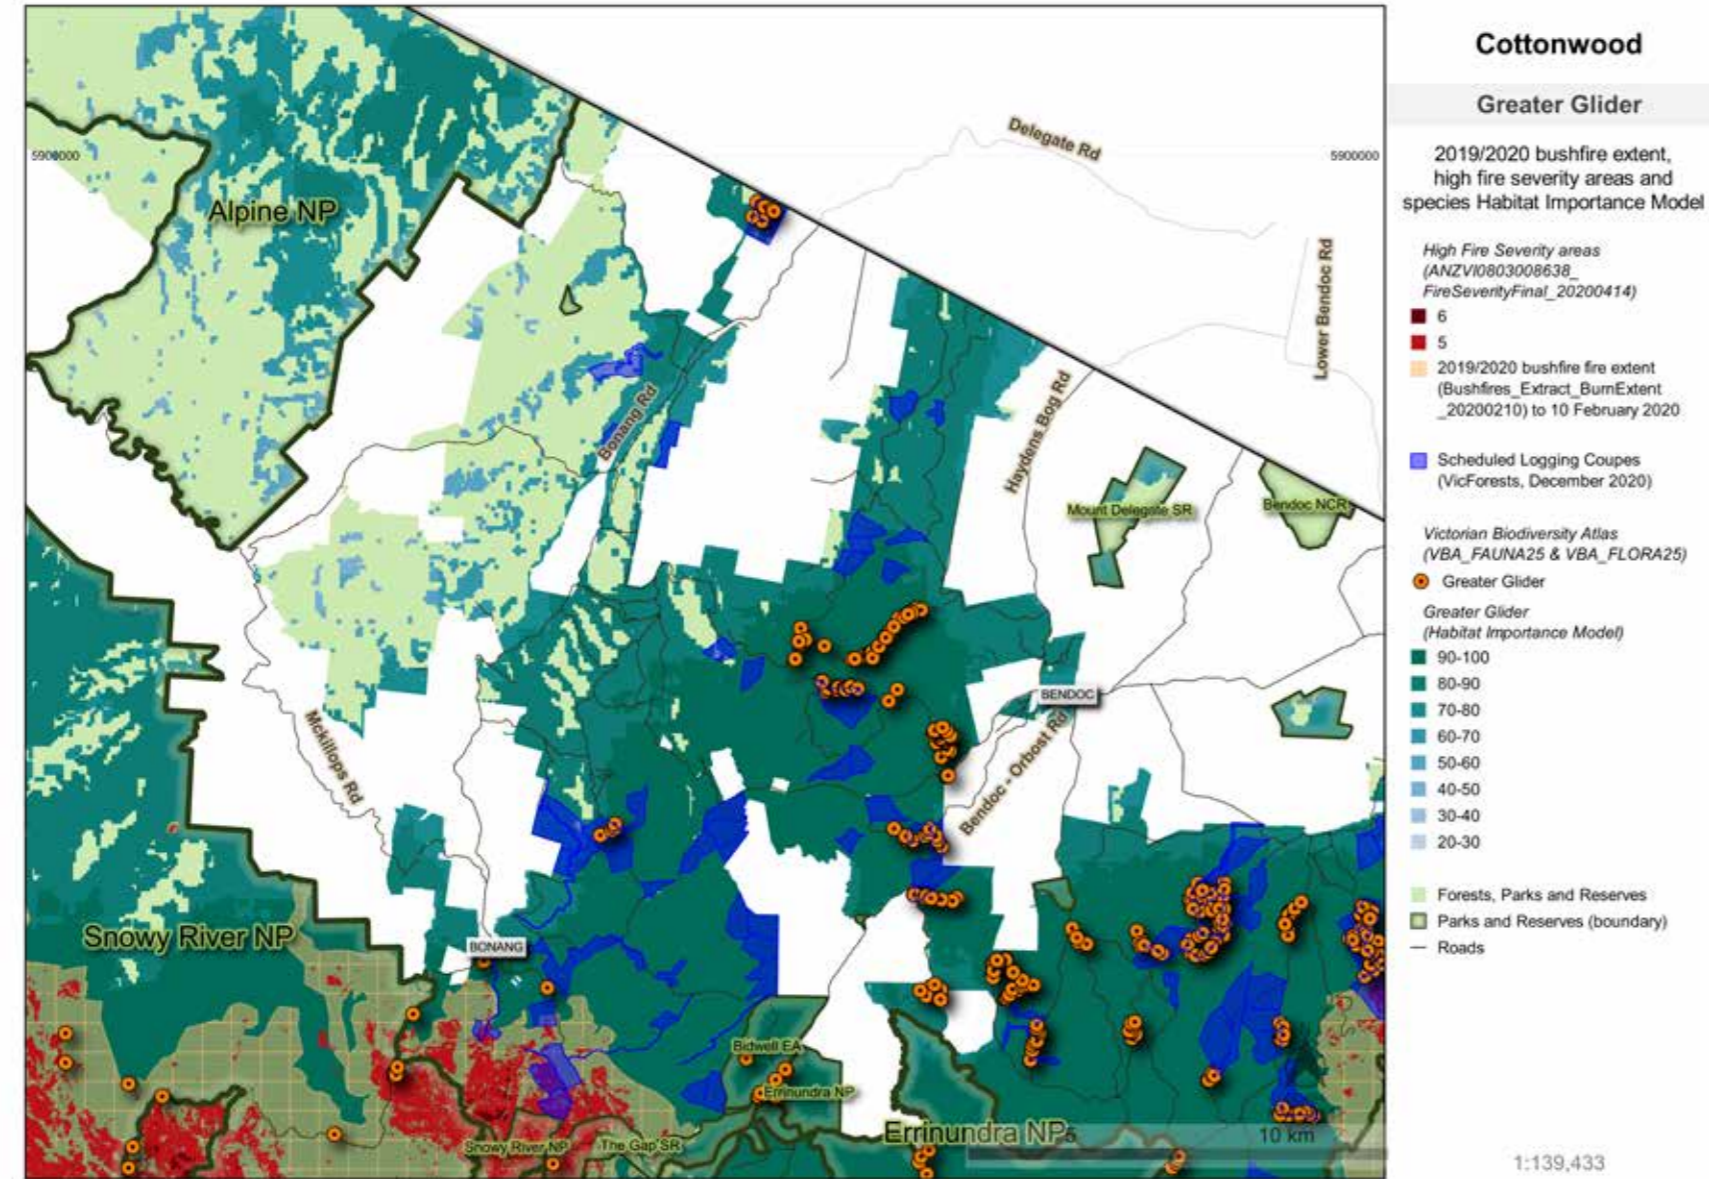 Cottonwood
Greater Glider
2019/2020 bushfire extent,
high fire severity areas and
species Habitat Importance Model
High Fire Severity areas
(ANZVI0803008638_
FireSeverityFinal_20200414)
6
5
2019/2020 bushfire fire extent
(Bushfires_Extract_BurnExtent
_20200210) to 10 February 2020
Scheduled Logging Coupes
(VicForests, December 2020)
Victorian Biodiversity Atlas
(VBA_FAUNA25 & VBA_FLORA25)
Greater Glider
Greater Glider
(Habitat Importance Model)
90-100
80-90
70-80
60-70
50-60
40-50
30-40
20-30
Forests, Parks and Reserves
Parks and Reserves (boundary)
Roads
1:139,433
5900000
5900000
Delegate Rd
Alpine NP
Lower Bendoc Rd
Bonang Rd
Haydens Bog Rd
Mount Delegate SR
Bendoc NCR
BENDOC
Mckillops Rd
Bendoc - Orbost Rd
Snowy River NP
BONANG
Bidwell EA
Errinundra NP
Snowy River NP
The Gap SR
Errinundra NP
5
10 km